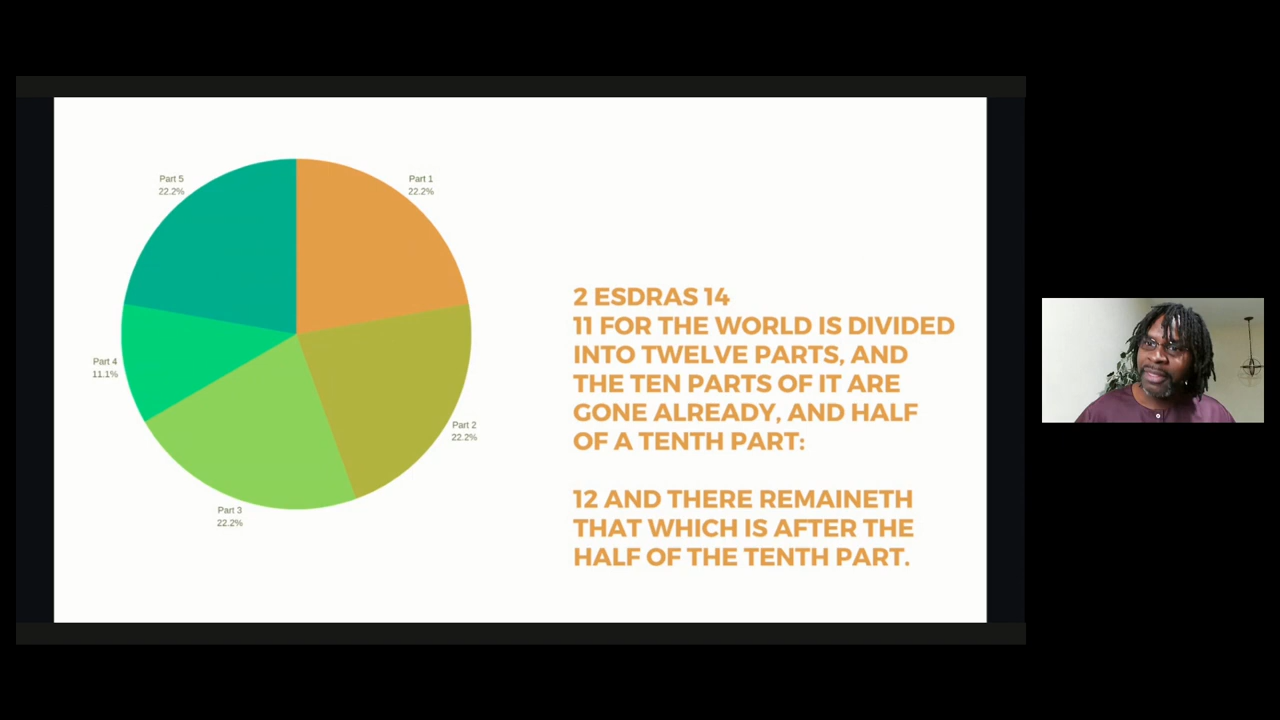 Part 5
22.2%
Part 1
22.2%
Part 4
11.1%
Part 2
22.2%
Part 3
22.2%
2 ESDRAS 14
11 FOR THE WORLD IS DIVIDED
INTO TWELVE PARTS, AND
THE TEN PARTS OF IT ARE
GONE ALREADY, AND HALF
OF A TENTH PART:
12 AND THERE REMAINETH
THAT WHICH IS AFTER THE
HALF OF THE TENTH PART.